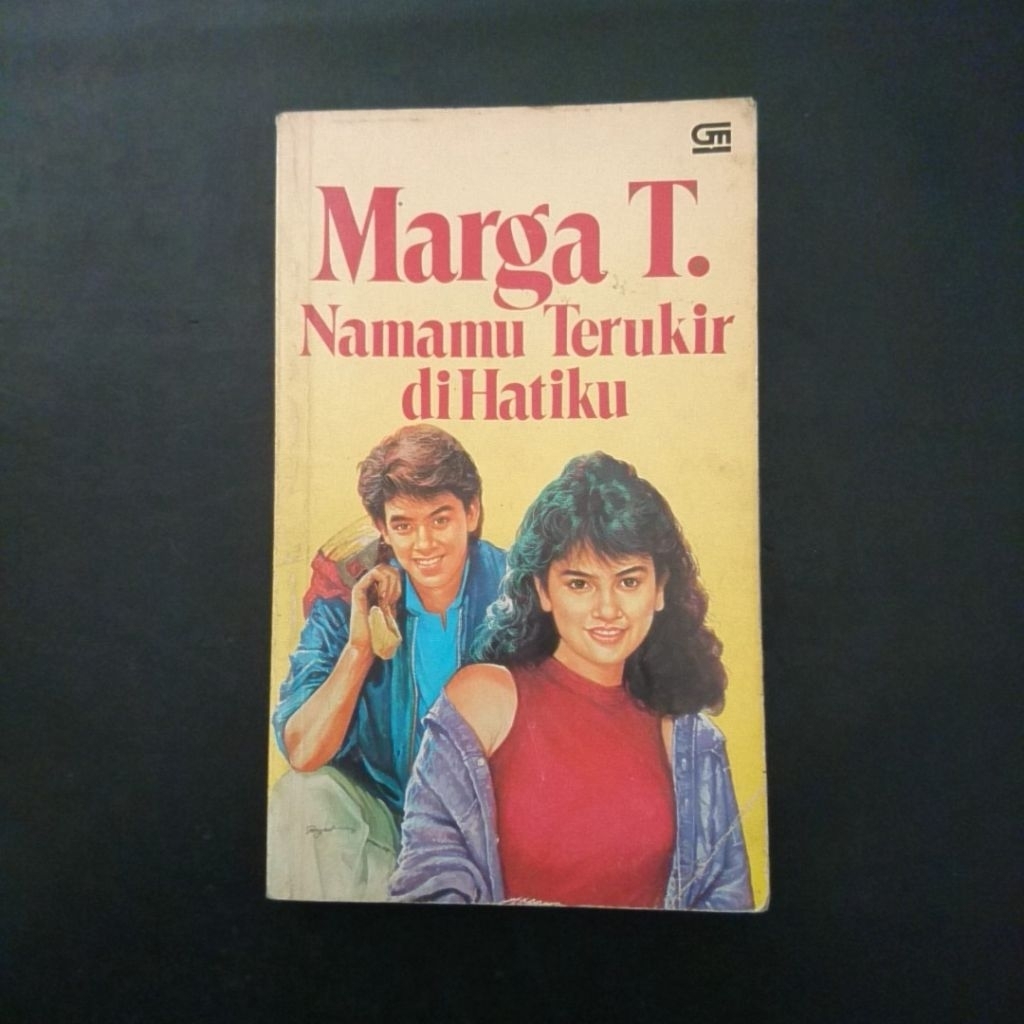 GM
Marga T.
Namamu Terukir
di Hatiku